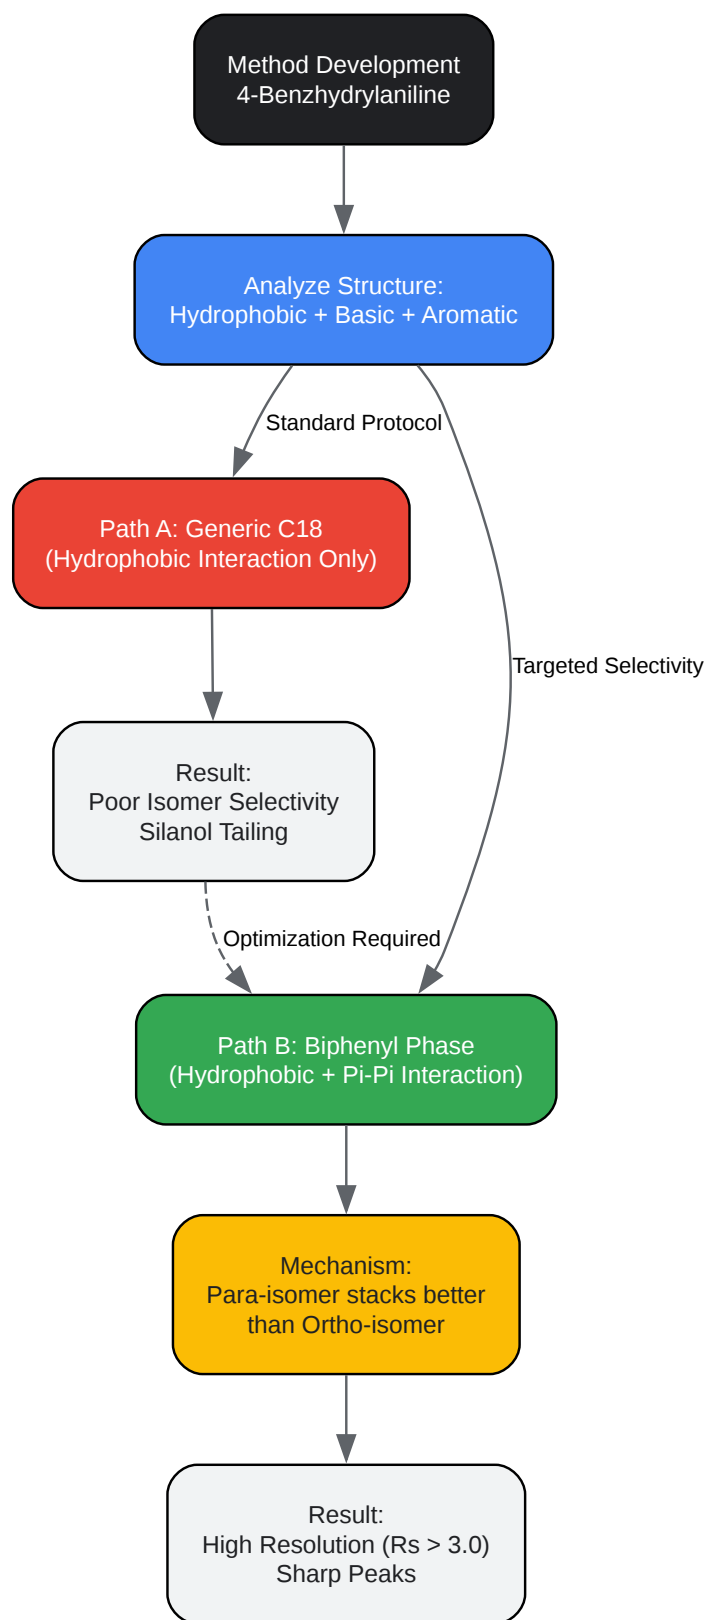 Method Development
4-Benzhydrylaniline
Analyze Structure:
Hydrophobic + Basic + Aromatic
Standard Protocol
Path A: Generic C18
(Hydrophobic Interaction Only)
Targeted Selectivity
Result:
Poor Isomer Selectivity
Silanol Tailing
Optimization Required
Path B: Biphenyl Phase
(Hydrophobic + Pi-Pi Interaction)
Mechanism:
Para-isomer stacks better
than Ortho-isomer
Result:
High Resolution (Rs > 3.0)
Sharp Peaks